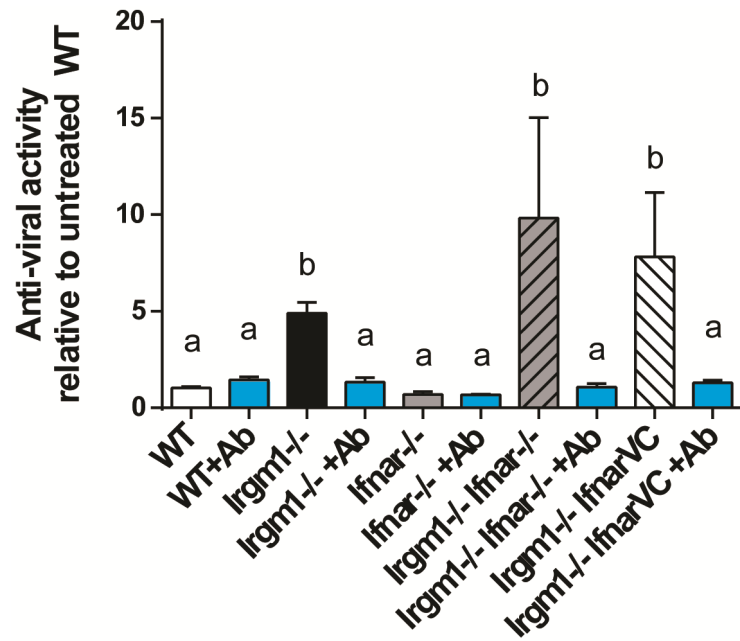 Anti-viral activity
relative to untreated WT
20
15
10
5
0
a
a
b
a
a
a
b
a
b
a
WT
WT+Ab
Irgm1-/-
Irgm1-/- +Ab
Ifnar-/-
Ifnar-/- +Ab
Irgm1-/- Ifnar-/-
Irgm1-/- Ifnar-/- +Ab
Irgm1-/- IfnarVC
Irgm1-/- IfnarVC +Ab